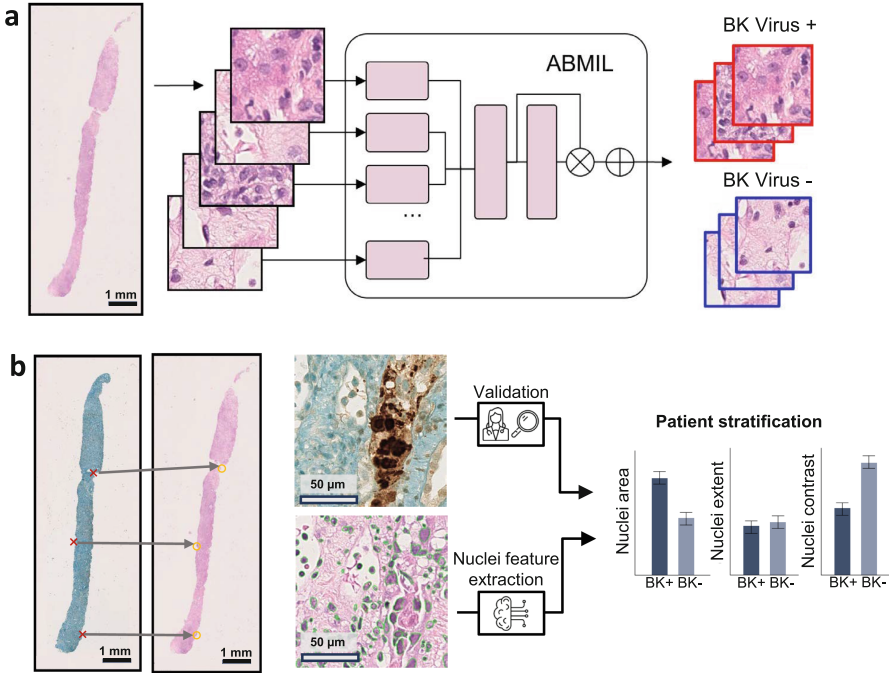 a
1 mm
ABMIL
...
BK Virus +
BK Virus -
b
1 mm
1 mm
50 µm
50 µm
Validation
Nuclei feature
extraction
Patient stratification
Nuclei area
BK+ BK-
Nuclei extent
BK+ BK-
Nuclei contrast
BK+ BK-